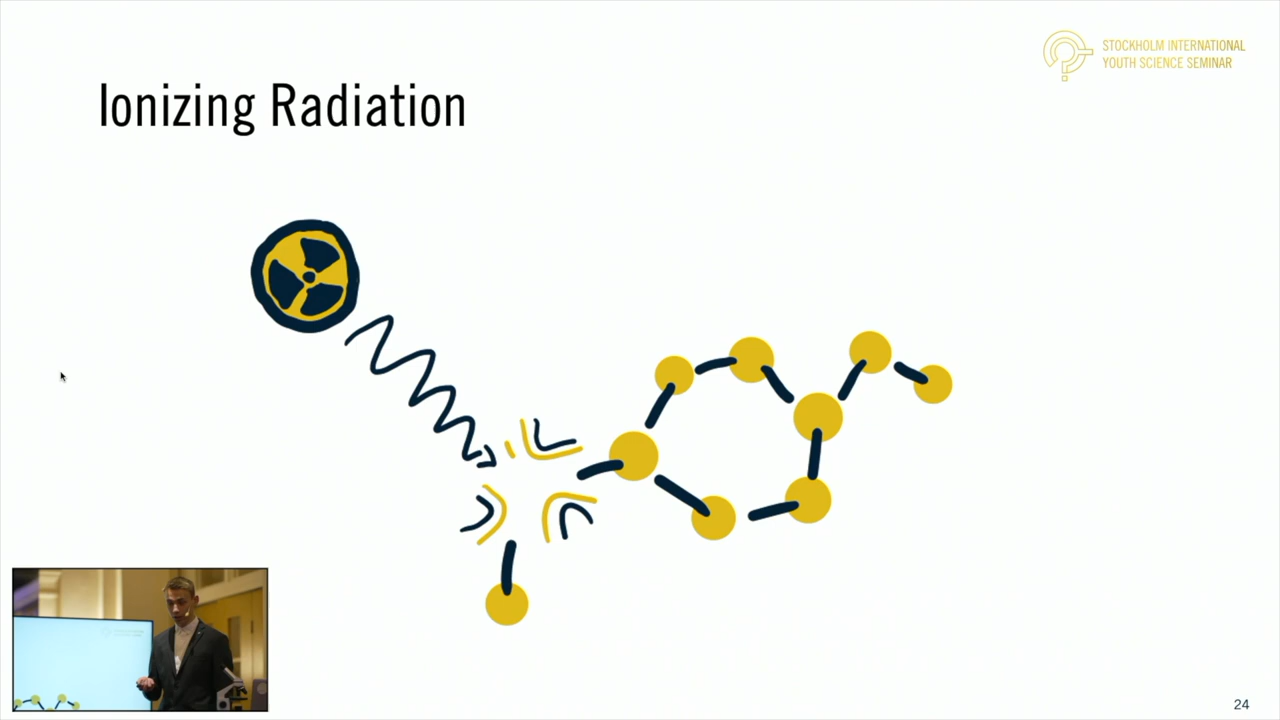 STOCKHOLM INTERNATIONAL
YOUTH SCIENCE SEMINAR
Ionizing Radiation
24